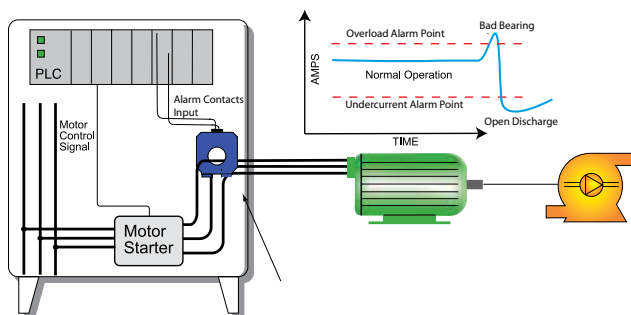 PLC
Alarm Contacts
Input
Motor
Control
Signal
Motor
Starter
AMPS
Overload Alarm Point
Bad Bearing
Normal Operation
Undercurrent Alarm Point
Open Discharge
TIME